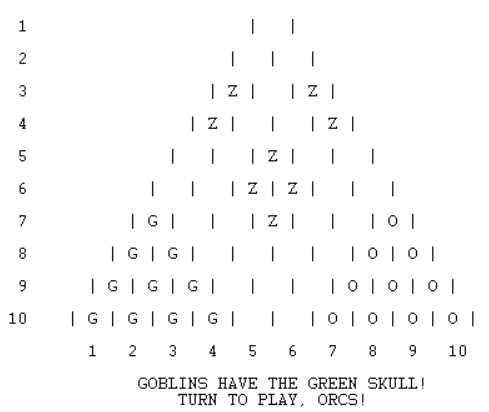 1 | |
2 | | |
3 | Z | | Z |
4 | Z | | | Z |
5 | | | Z | | |
6 | | | Z | Z | | |
7 | G | | | Z | | | O |
8 | G | G | | | | | O | O |
9 | G | G | G | | | | O | O | O |
10 | G | G | G | G | | | O | O | O | O |
1 2 3 4 5 6 7 8 9 10
GOBLINS HAVE THE GREEN SKULL!
TURN TO PLAY, ORCS!